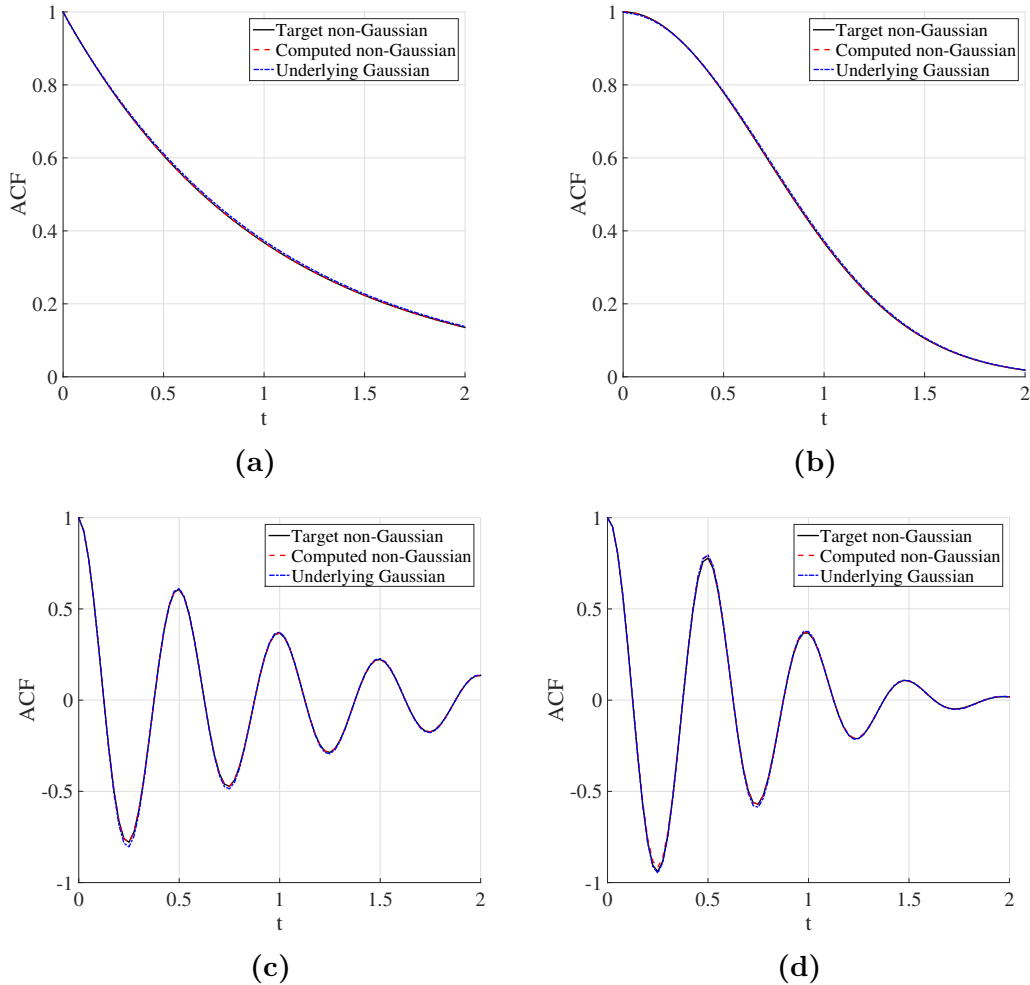 1
0.8
0.6
0.4
0.2
0
ACF
0 0.5 1 1.5 2
t
Target non-Gaussian
Computed non-Gaussian
Underlying Gaussian
(a)
1
0.8
0.6
0.4
0.2
0
ACF
0 0.5 1 1.5 2
t
Target non-Gaussian
Computed non-Gaussian
Underlying Gaussian
(b)
1
0.5
0
-0.5
-1
ACF
0 0.5 1 1.5 2
t
Target non-Gaussian
Computed non-Gaussian
Underlying Gaussian
(c)
1
0.5
0
-0.5
-1
ACF
0 0.5 1 1.5 2
t
Target non-Gaussian
Computed non-Gaussian
Underlying Gaussian
(d)